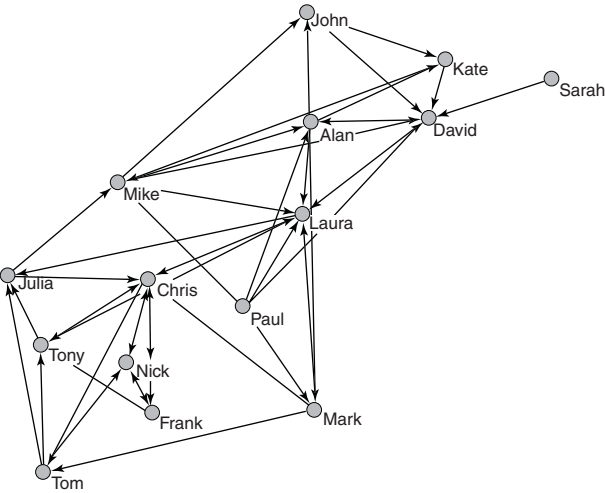 John
Kate
Sarah
David
Alan
Mike
Laura
Julia
Chris
Paul
Tony
Nick
Frank
Mark
Tom